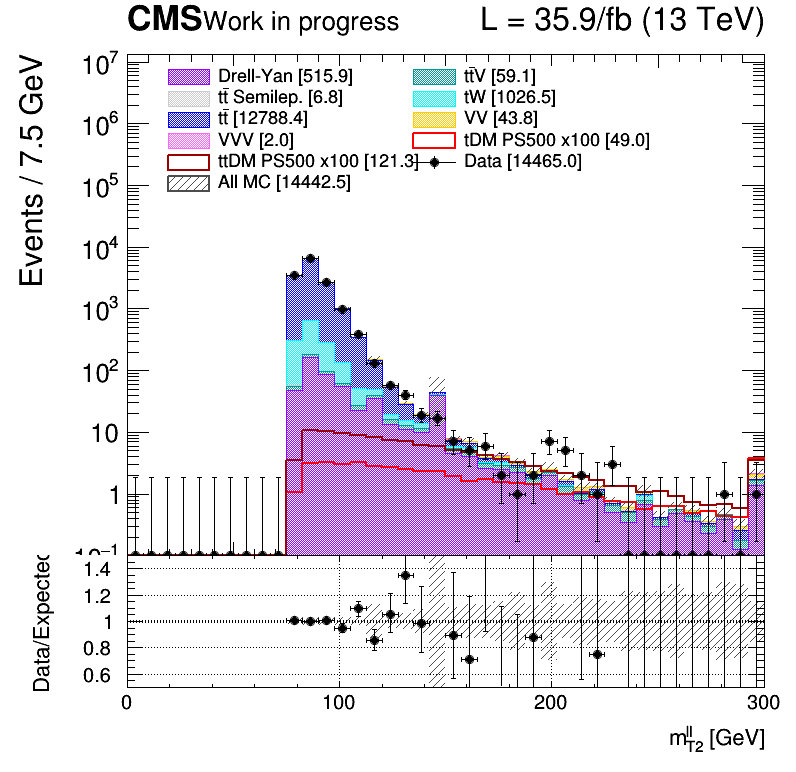 CMS Work in progress L = 35.9/fb (13 TeV)
Events / 7.5 GeV
10⁷
10⁶
10⁵
10⁴
10³
10²
10
1
10⁻¹
Drell-Yan [515.9]
tt̄V [59.1]
tt̄ Semilep. [6.8]
tW [1026.5]
tt̄ [12788.4]
VV [43.8]
VVV [2.0]
tDM PS500 x100 [49.0]
ttDM PS500 x100 [121.3]
Data [14465.0]
All MC [14442.5]
Data/Expected
1.4
1.2
1
0.8
0.6
0 100 200 300
m_T2^ll [GeV]